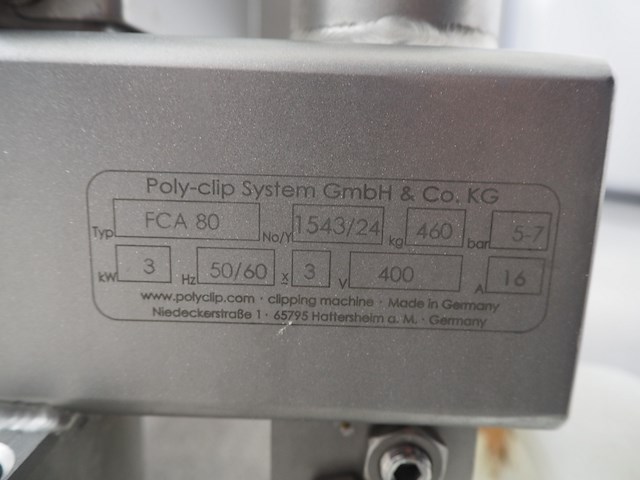 Poly-clip System GmbH & Co. KG
Typ FCA 80 No/Y 1543/24 kg 460 bar 5-7
kW 3 Hz 50/60 x 3 V 400 A 16
www.polyclip.com · clipping machine · Made in Germany
Niedeckerstraße 1 · 65795 Hattersheim a. M. · Germany